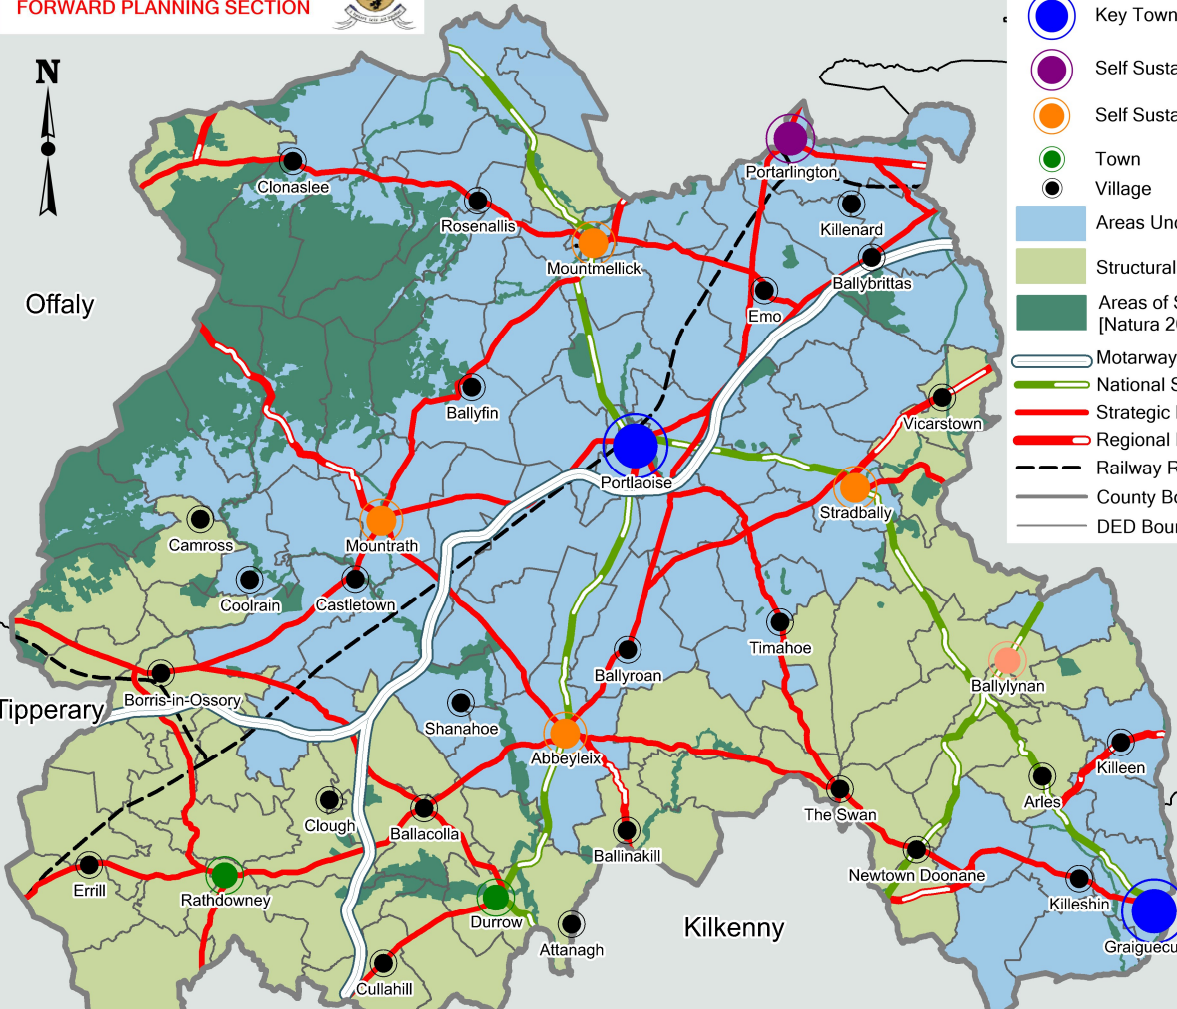 FORWARD PLANNING SECTION
N
Key Town
Self Susta
Self Susta
Town
Village
Areas Und
Structural
Areas of S
[Natura 20
Motarway
National S
Strategic
Regional
Railway R
County Bo
DED Boun
Portarlington
Clonaslee
Rosenallis
Killenard
Mountmellick
Ballybrittas
Offaly
Emo
Ballyfin
Vicarstown
Portlaoise
Stradbally
Camross
Mountrath
Coolrain
Castletown
Timahoe
Ballyroan
Ballylynan
Borris-in-Ossory
Tipperary
Shanahoe
Abbeyleix
Killeen
Arles
The Swan
Clough
Ballacolla
Ballinakill
Newtown Doonane
Errill
Rathdowney
Killeshin
Durrow
Kilkenny
Attanagh
Graiguecu
Cullahill